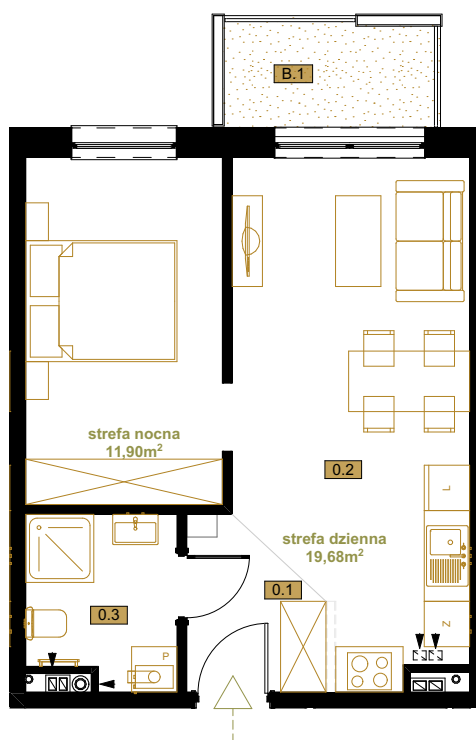 B.1
strefa nocna
11,90m²
0.2
L
strefa dzienna
19,68m²
0.1
0.3
Z
P